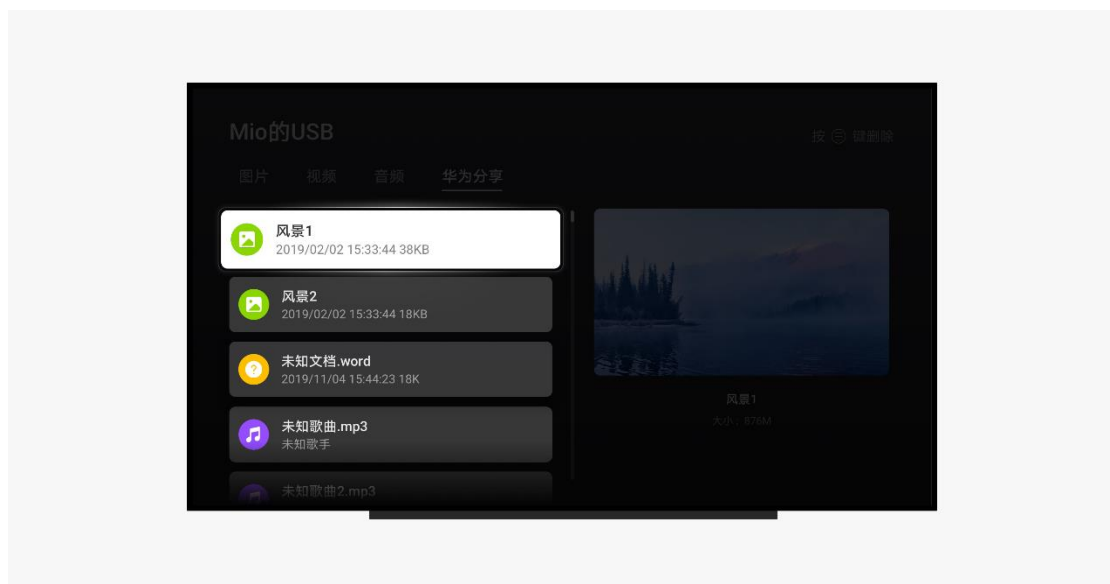 Mio的USB
按 键删除
图片 视频 音频 华为分享
风景1
2019/02/02 15:33:44 38KB
风景2
2019/02/02 15:33:44 18KB
未知文档.word
2019/11/04 15:44:23 18K
未知歌曲.mp3
未知歌手
未知歌曲2.mp3
风景1
大小：876M